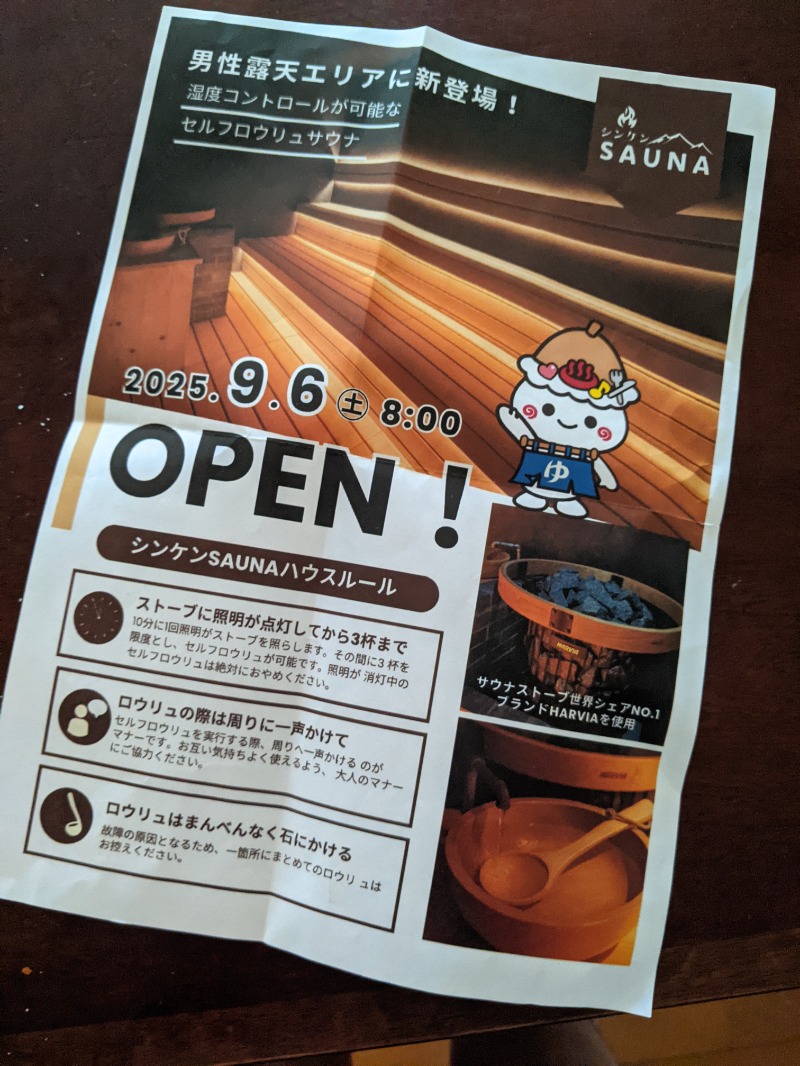 男性露天エリアに新登場！
湿度コントロールが可能な
セルフロウリュサウナ
シンケン
SAUNA
2025.9.6㊏ 8:00
OPEN！
ゆ
シンケンSAUNAハウスルール
ストーブに照明が点灯してから3杯まで
10分に1回照明がストーブを照らします。その間に3 杯を
限度とし、セルフロウリュが可能です。照明が 消灯中の
セルフロウリュは絶対におやめください。
ロウリュの際は周りに一声かけて
セルフロウリュを実行する際、周りへ一声かける のが
マナーです。お互い気持ちよく使えるよう、 大人のマナー
にご協力ください。
ロウリュはまんべんなく石にかける
故障の原因となるため、一箇所にまとめてのロウリ ュは
お控えください。
HARVIA
サウナストーブ世界シェアNO.1
ブランドHARVIAを使用